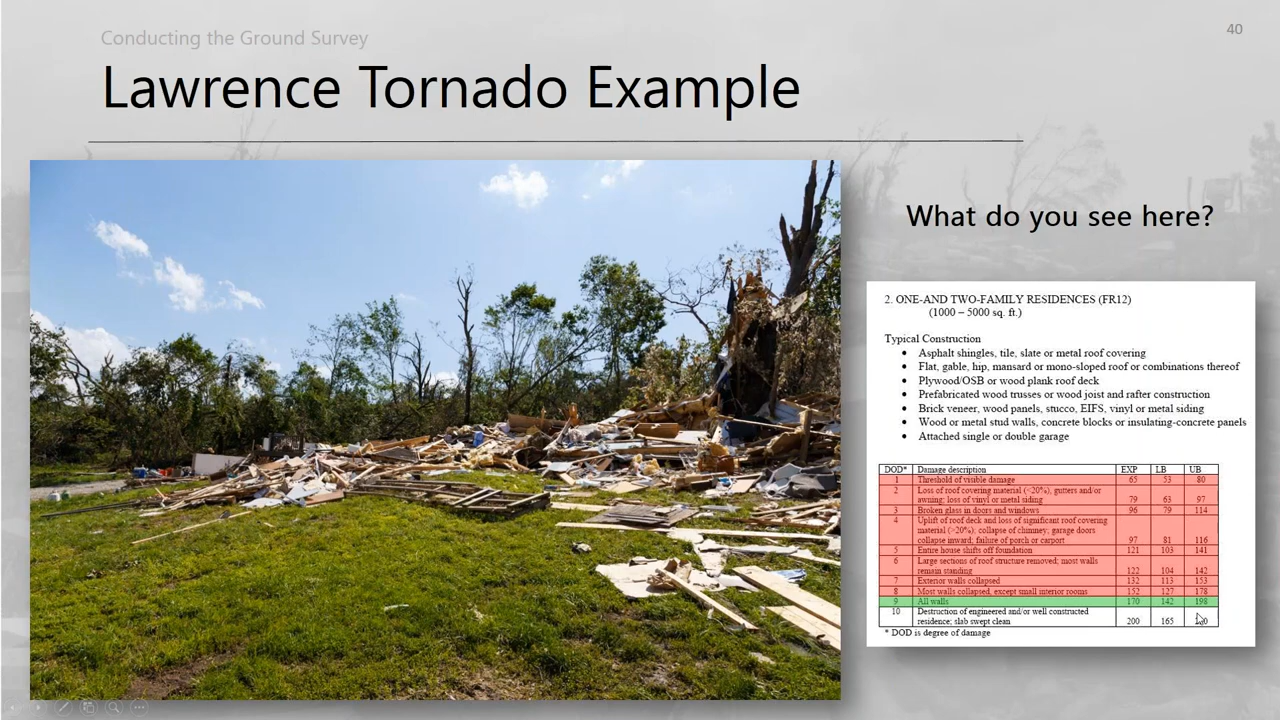 Conducting the Ground Survey
40
Lawrence Tornado Example
What do you see here?
2. ONE-AND TWO-FAMILY RESIDENCES (FR12)
(1000 – 5000 sq. ft.)
Typical Construction
• Asphalt shingles, tile, slate or metal roof covering
• Flat, gable, hip, mansard or mono-sloped roof or combinations thereof
• Plywood/OSB or wood plank roof deck
• Prefabricated wood trusses or wood joist and rafter construction
• Brick veneer, wood panels, stucco, EIFS, vinyl or metal siding
• Wood or metal stud walls, concrete blocks or insulating-concrete panels
• Attached single or double garage
DOD* Damage description EXP LB UB
1 Threshold of visible damage 65 53 80
2 Loss of roof covering material (<20%), gutters and/or
awning; loss of vinyl or metal siding 79 63 97
3 Broken glass in doors and windows 96 79 114
4 Uplift of roof deck and loss of significant roof covering
material (>20%); collapse of chimney; garage doors
collapse inward; failure of porch or carport 97 81 116
5 Entire house shifts off foundation 121 103 141
6 Large sections of roof structure removed; most walls
remain standing 122 104 142
7 Exterior walls collapsed 132 113 153
8 Most walls collapsed, except small interior rooms 152 127 178
9 All walls 170 142 198
10 Destruction of engineered and/or well constructed
residence; slab swept clean 200 165
* DOD is degree of damage